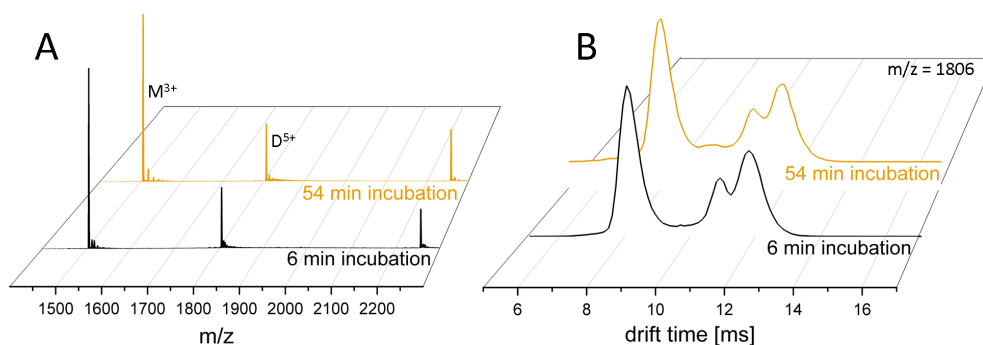 A
M3+
D5+
54 min incubation
6 min incubation
1500 1600 1700 1800 1900 2000 2100 2200
m/z
B
m/z = 1806
54 min incubation
6 min incubation
6 8 10 12 14 16
drift time [ms]